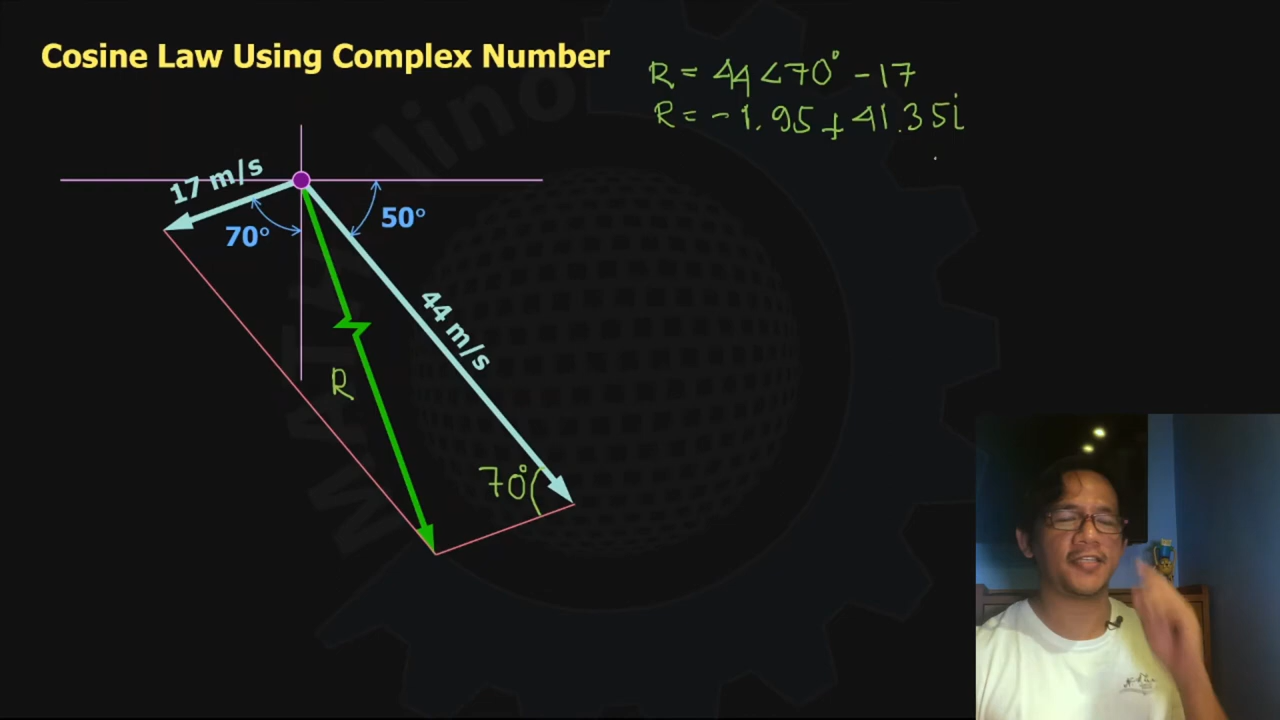 Cosine Law Using Complex Number
R = 44∠70° - 17
R = -1.95 + 41.35i
17 m/s
50°
70°
44 m/s
R
70°